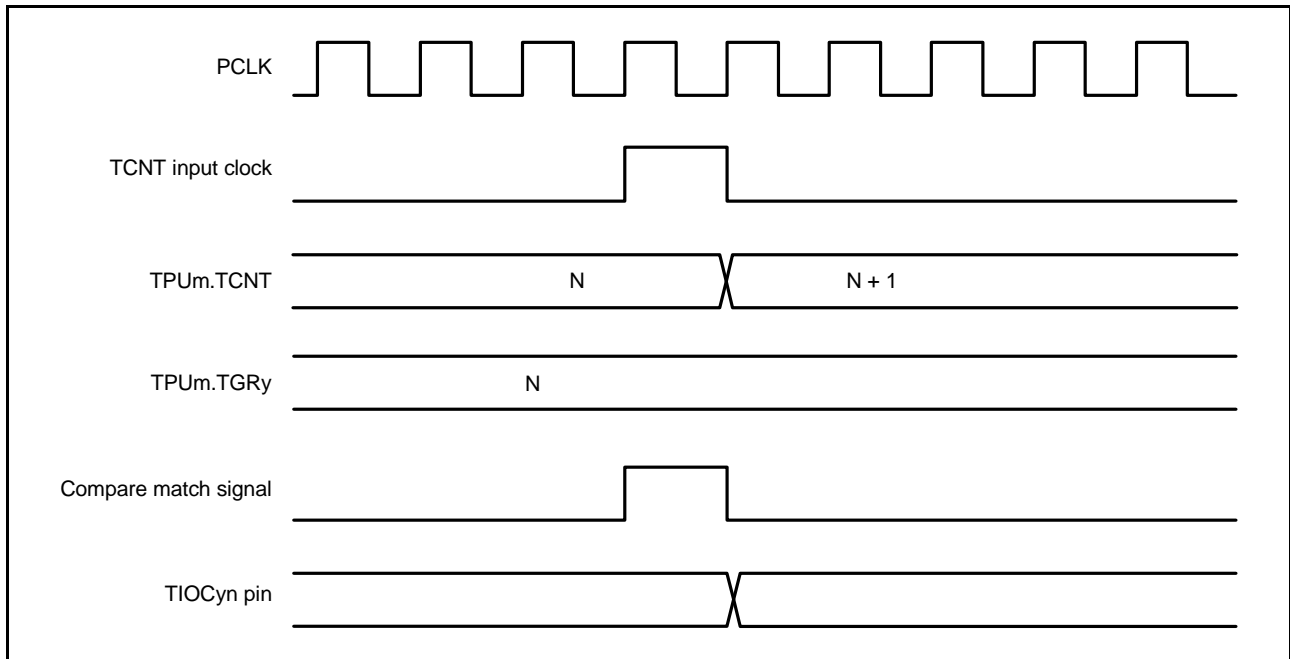 PCLK
TCNT input clock
TPUm.TCNT
N
N + 1
TPUm.TGRy
N
Compare match signal
TIOCyn pin